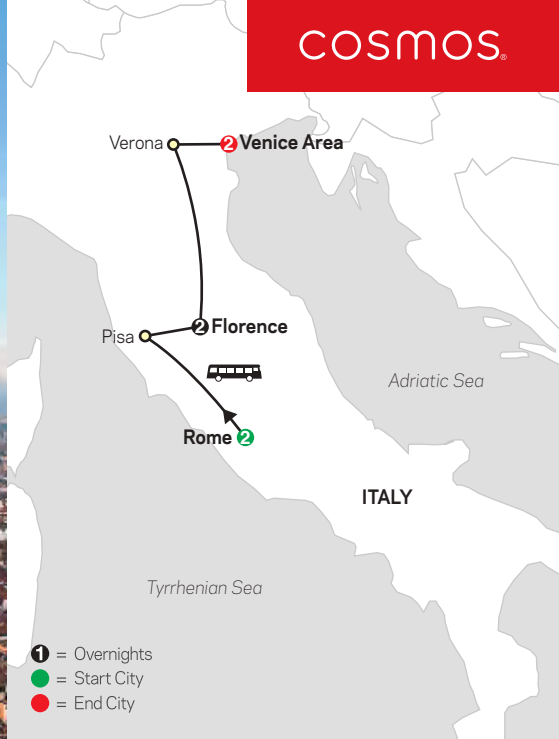 COSMOS®
Verona
2 Venice Area
2 Florence
Pisa
Adriatic Sea
Rome 2
ITALY
Tyrrhenian Sea
1 = Overnights
= Start City
= End City